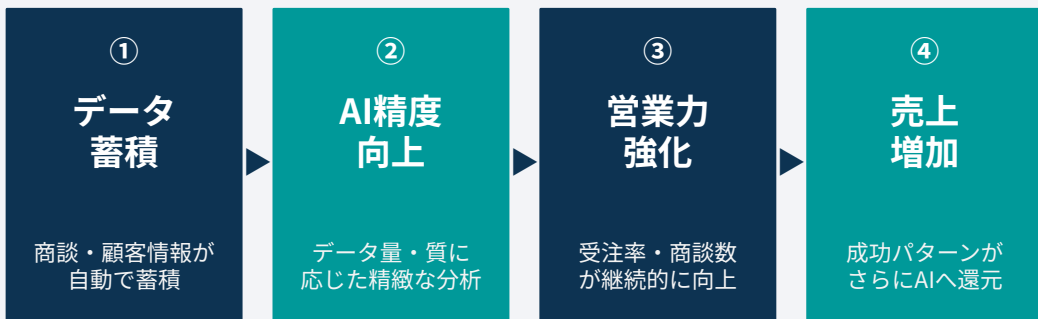 ①
データ
蓄積
商談・顧客情報が
自動で蓄積
②
AI精度
向上
データ量・質に
応じた精緻な分析
③
営業力
強化
受注率・商談数
が継続的に向上
④
売上
増加
成功パターンが
さらにAIへ還元